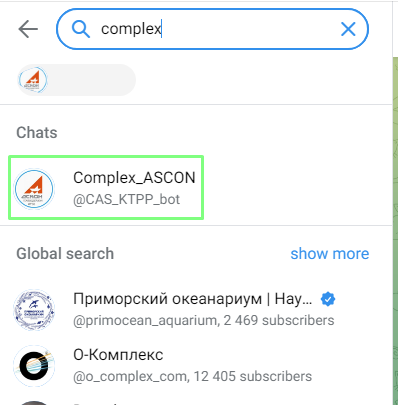 complex
Chats
Complex_ASCON
@CAS_KTPP_bot
Global search
show more
Приморский океанариум | Нау...
@primocean_aquarium, 2 469 subscribers
О-Комплекс
@o_complex_com, 12 405 subscribers